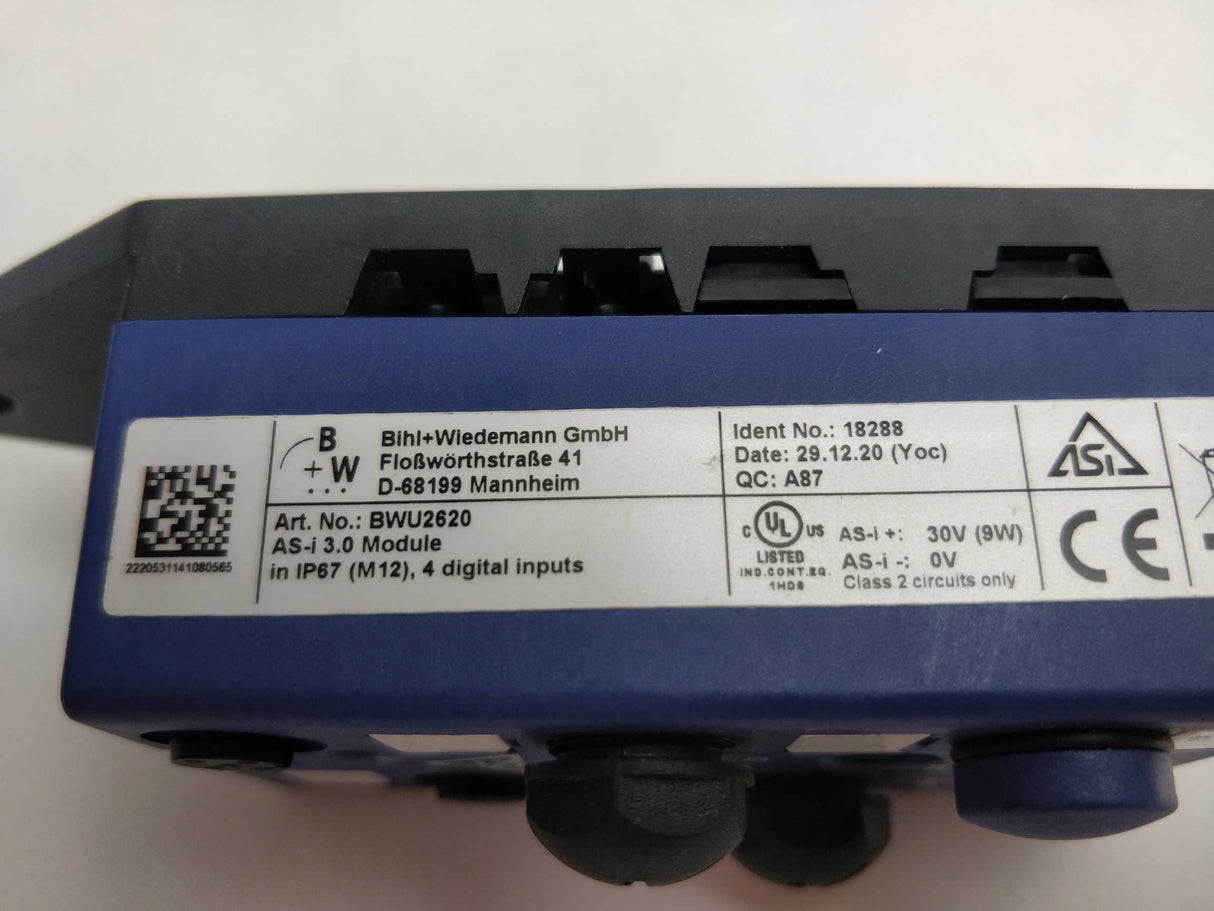 2220531141080565
B
+W
...
Bihl+Wiedemann GmbH
Floßwörthstraße 41
D-68199 Mannheim
Art. No.: BWU2620
AS-i 3.0 Module
in IP67 (M12), 4 digital inputs
Ident No.: 18288
Date: 29.12.20 (Yoc)
QC: A87
C UL US
LISTED
IND.CONT.EQ.
1HD8
AS-i +: 30V (9W)
AS-i -: 0V
Class 2 circuits only
ASi
CE